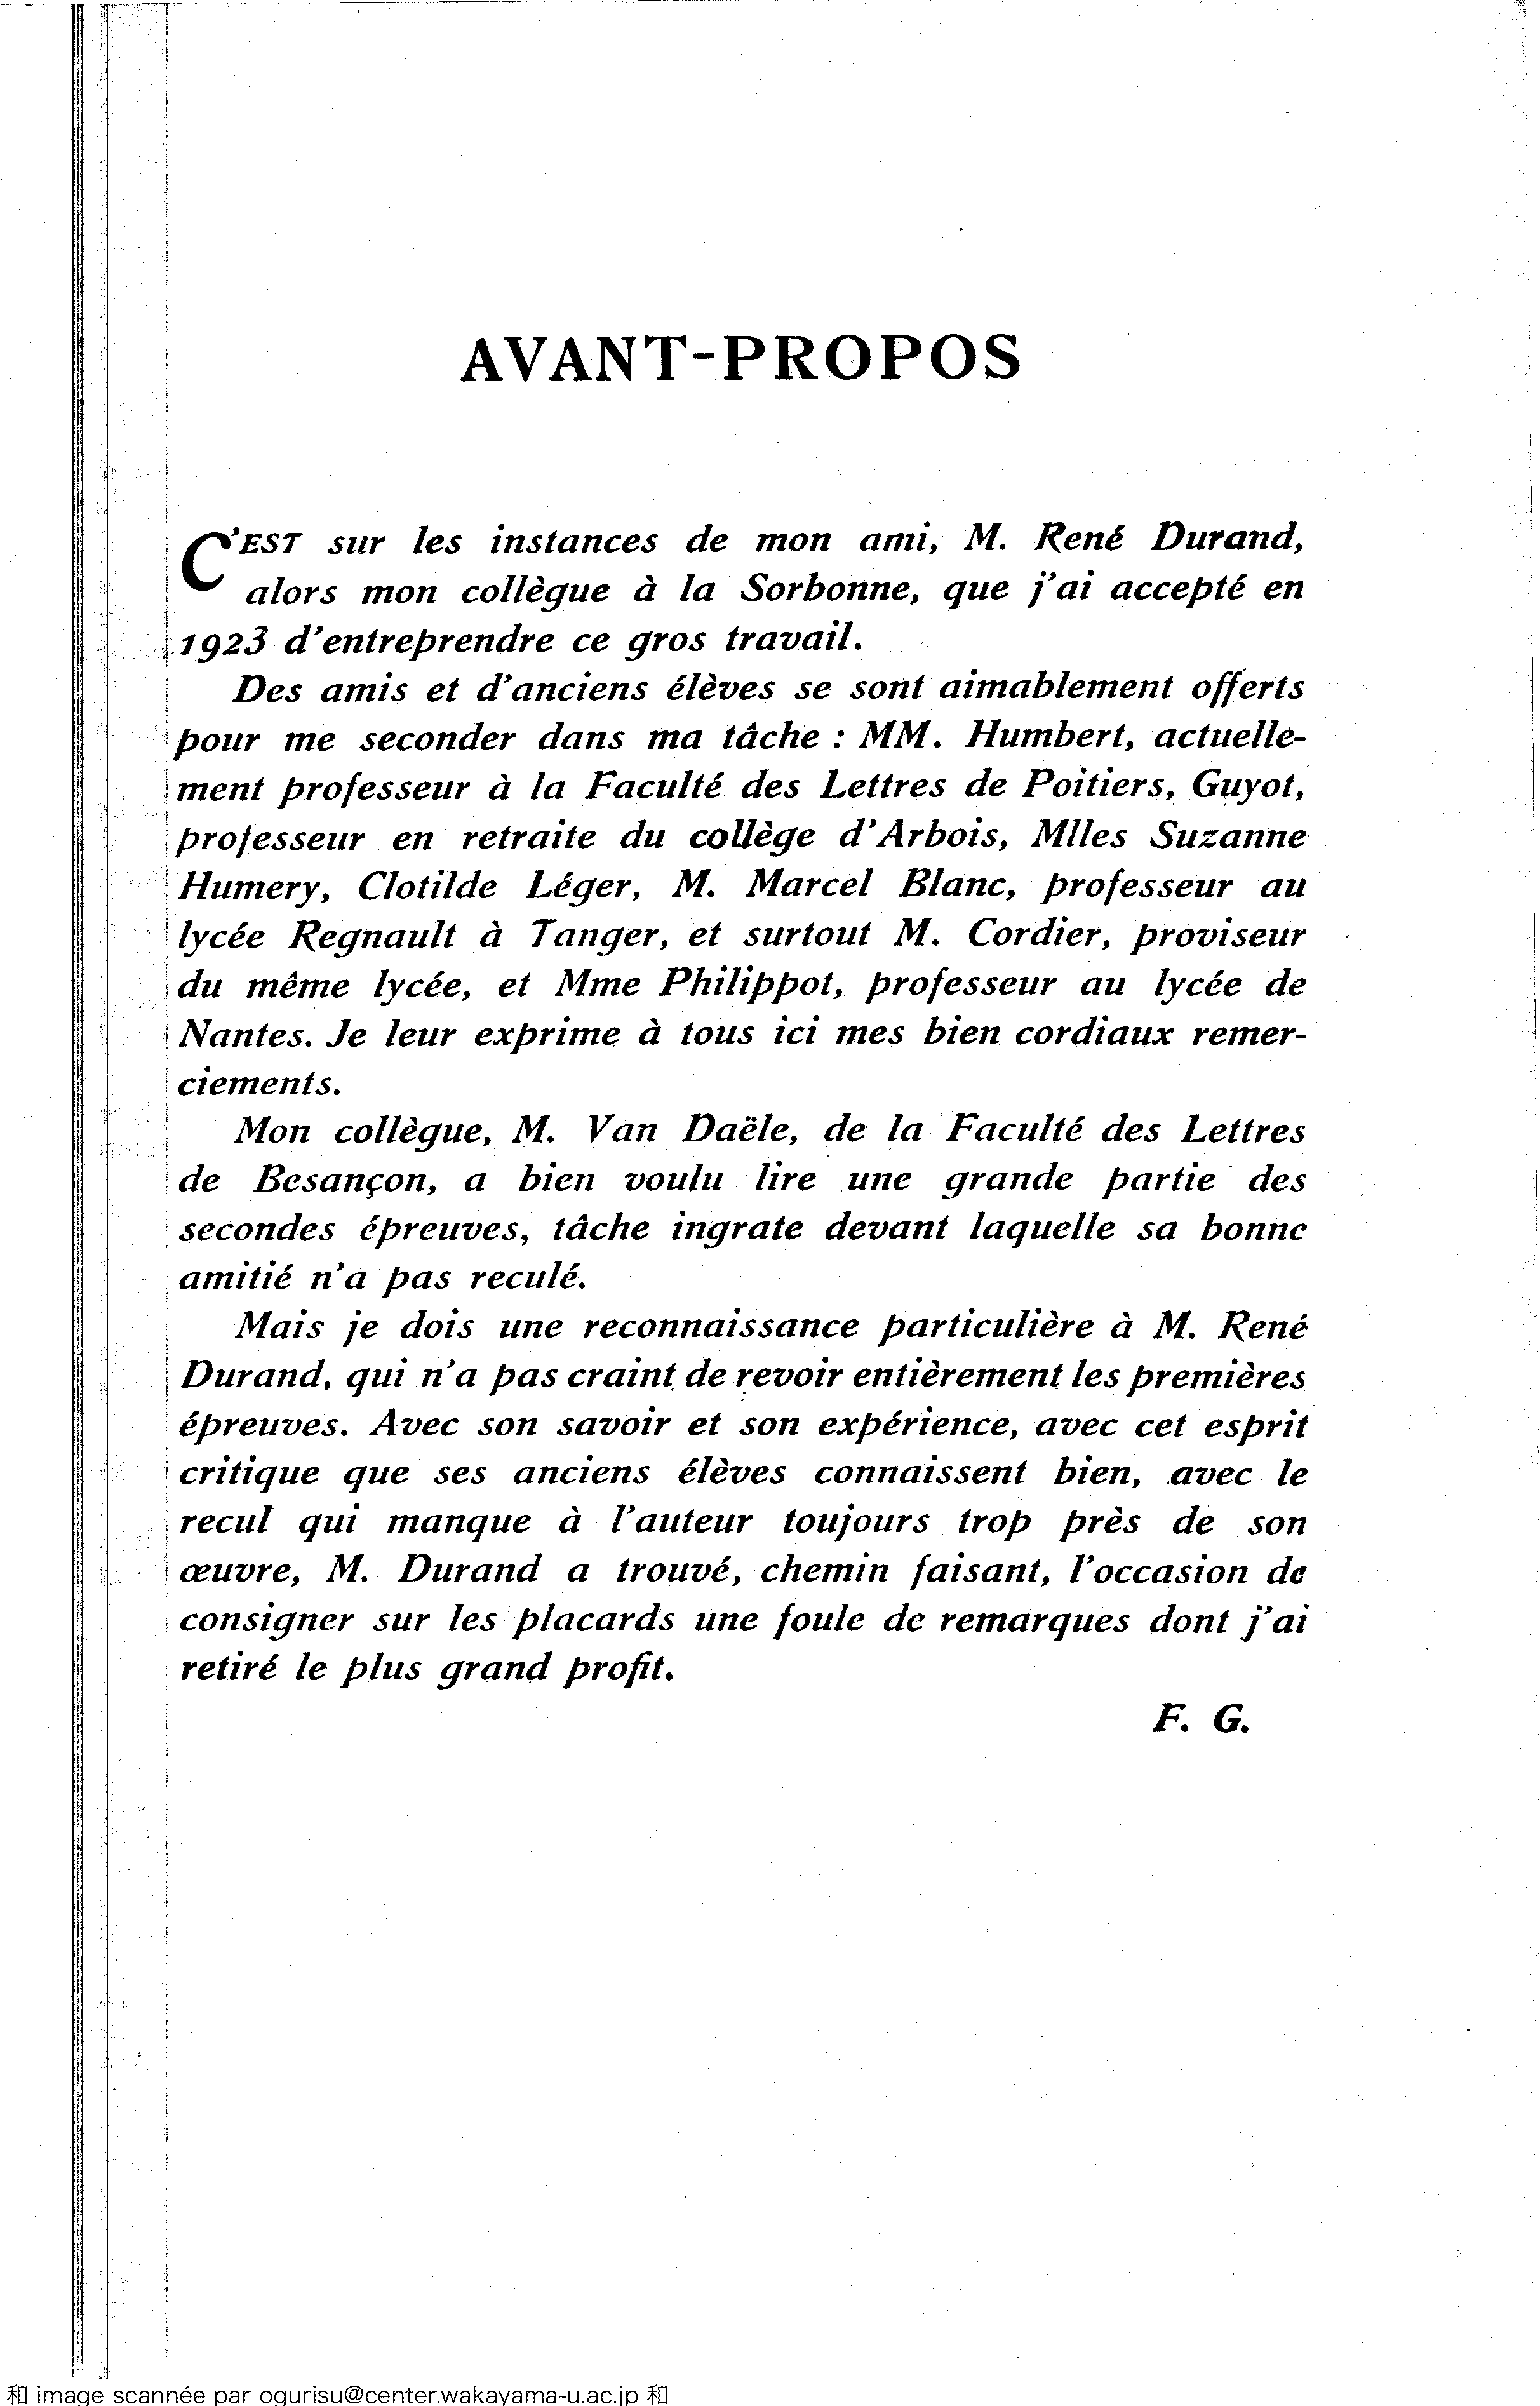 AVANT-PROPOS
C'EST sur les instances de mon ami, M. René Durand,
alors mon collègue à la Sorbonne, que j'ai accepté en
1923 d'entreprendre ce gros travail.
Des amis et d'anciens élèves se sont aimablement offerts
pour me seconder dans ma tâche : MM. Humbert, actuelle-
ment professeur à la Faculté des Lettres de Poitiers, Guyot,
professeur en retraite du collège d'Arbois, Mlles Suzanne
Humery, Clotilde Léger, M. Marcel Blanc, professeur au
lycée Regnault à Tanger, et surtout M. Cordier, proviseur
du même lycée, et Mme Philippot, professeur au lycée de
Nantes. Je leur exprime à tous ici mes bien cordiaux remer-
ciements.
Mon collègue, M. Van Daële, de la Faculté des Lettres
de Besançon, a bien voulu lire une grande partie des
secondes épreuves, tâche ingrate devant laquelle sa bonne
amitié n'a pas reculé.
Mais je dois une reconnaissance particulière à M. René
Durand, qui n'a pas craint de revoir entièrement les premières
épreuves. Avec son savoir et son expérience, avec cet esprit
critique que ses anciens élèves connaissent bien, avec le
recul qui manque à l'auteur toujours trop près de son
œuvre, M. Durand a trouvé, chemin faisant, l'occasion de
consigner sur les placards une foule de remarques dont j'ai
retiré le plus grand profit.
F. G.
和 image scannée par ogurisu@center.wakayama-u.ac.jp 和